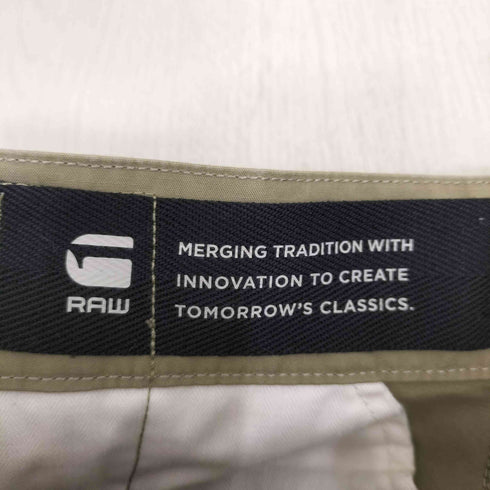 RAW
MERGING TRADITION WITH
INNOVATION TO CREATE
TOMORROW'S CLASSICS.